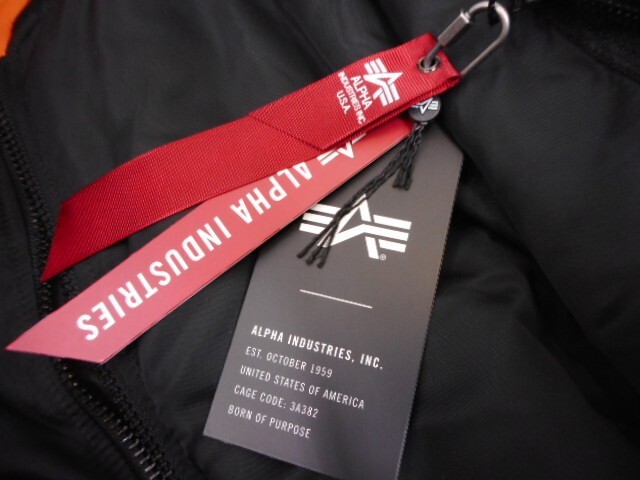 ALPHA
INDUSTRIES INC.
U.S.A.
ALPHA INDUSTRIES
®
ALPHA INDUSTRIES, INC.
EST. OCTOBER 1959
UNITED STATES OF AMERICA
CAGE CODE: 3A382
BORN OF PURPOSE